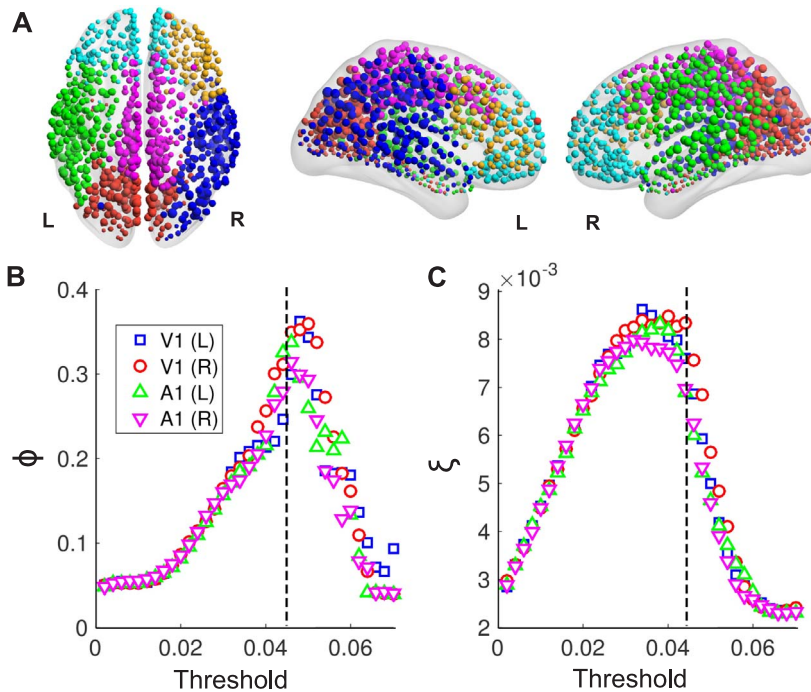 A
L R L R
B
0.4
0.3
0.2
0.1
0
ϕ
V1 (L)
V1 (R)
A1 (L)
A1 (R)
0 0.02 0.04 0.06
Threshold
C
×10⁻³
9
8
7
6
5
4
3
2
ξ
0 0.02 0.04 0.06
Threshold